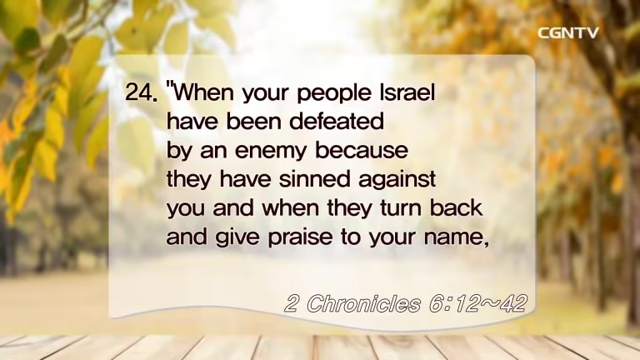 CGNTV
24. "When your people Israel
have been defeated
by an enemy because
they have sinned against
you and when they turn back
and give praise to your name,
2 Chronicles 6:12~42